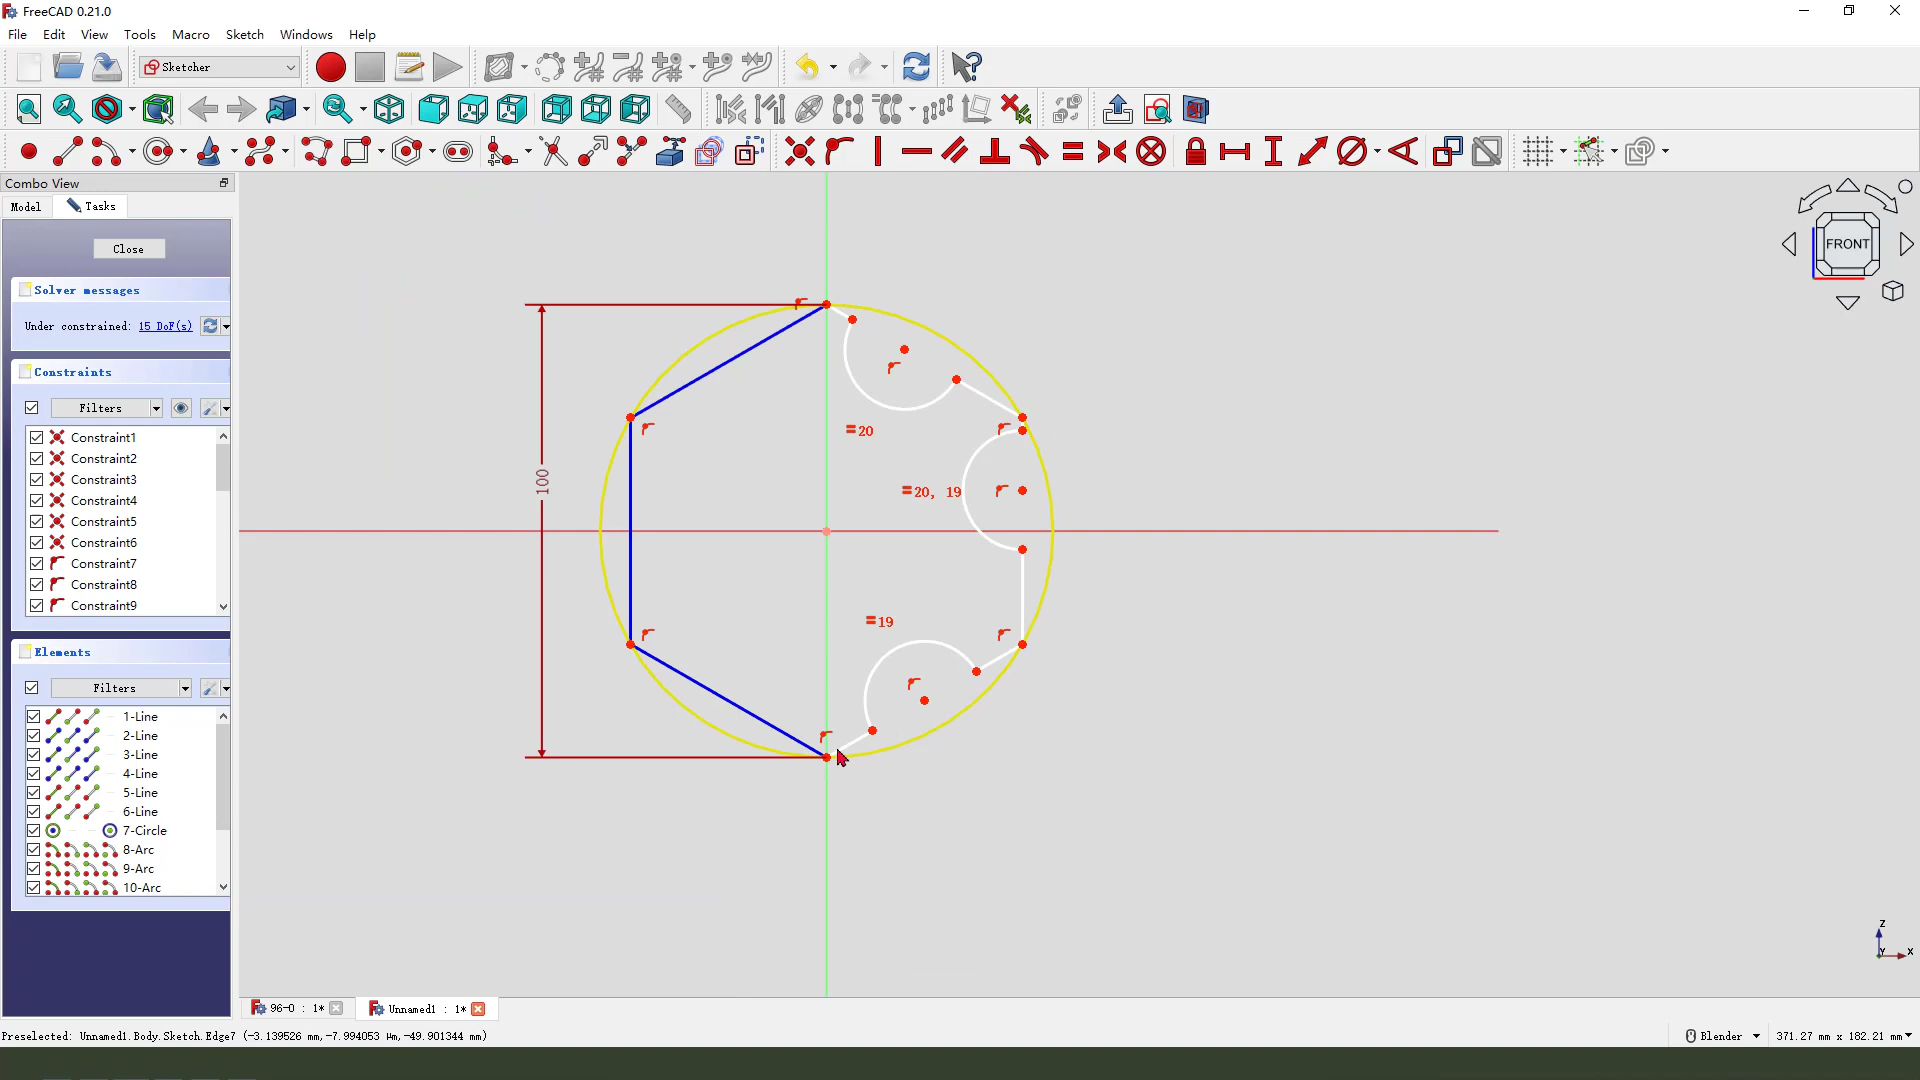 FreeCAD 0.21.0
File Edit View Tools Macro Sketch Windows Help
Sketcher
Combo View
Model Tasks
Close
Solver messages
Under constrained: 15 DoF(s)
Constraints
Filters
Constraint1
Constraint2
Constraint3
Constraint4
Constraint5
Constraint6
Constraint7
Constraint8
Constraint9
Elements
Filters
1-Line
2-Line
3-Line
4-Line
5-Line
6-Line
7-Circle
8-Arc
9-Arc
10-Arc
100
=20
=20, 19
=19
FRONT
Z
Y
X
96-0 : 1*
Unnamed1 : 1*
Preselected: Unnamed1.Body.Sketch.Edge7 (-3.139526 mm,-7.994053 µm,-49.901344 mm)
Blender
371.27 mm x 182.21 mm